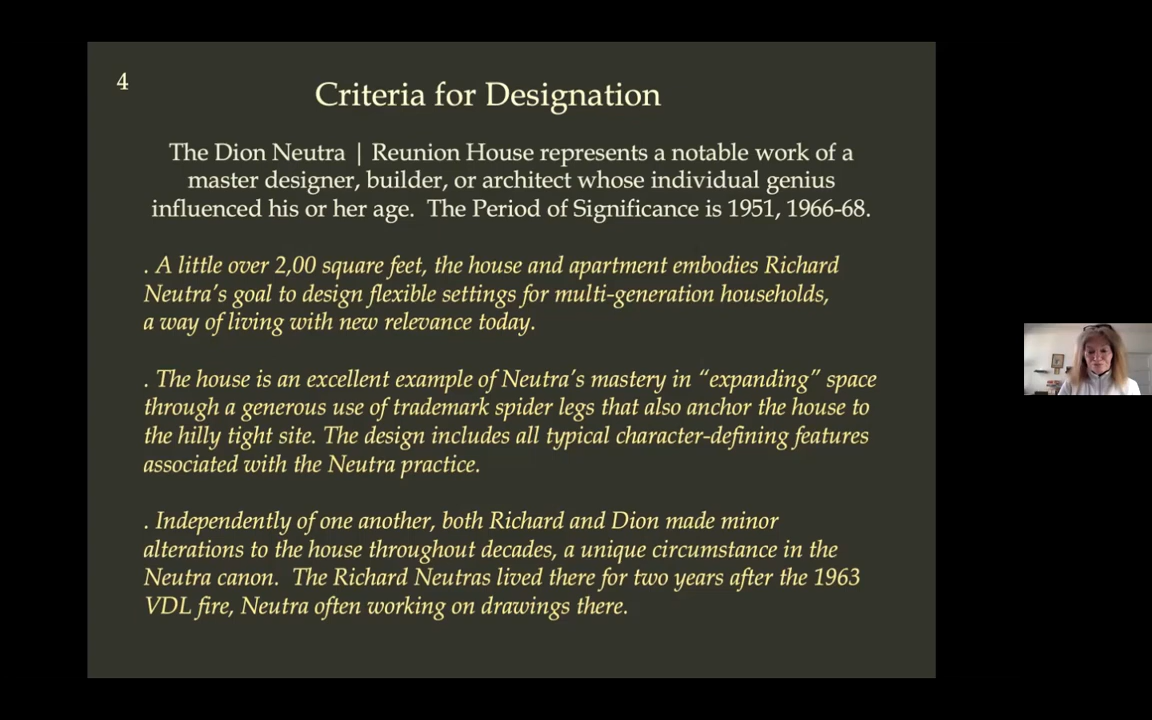 4
Criteria for Designation
The Dion Neutra | Reunion House represents a notable work of a
master designer, builder, or architect whose individual genius
influenced his or her age.  The Period of Significance is 1951, 1966-68.
. A little over 2,00 square feet, the house and apartment embodies Richard
Neutra’s goal to design flexible settings for multi-generation households,
a way of living with new relevance today.
. The house is an excellent example of Neutra’s mastery in “expanding” space
through a generous use of trademark spider legs that also anchor the house to
the hilly tight site. The design includes all typical character-defining features
associated with the Neutra practice.
. Independently of one another, both Richard and Dion made minor
alterations to the house throughout decades, a unique circumstance in the
Neutra canon.  The Richard Neutras lived there for two years after the 1963
VDL fire, Neutra often working on drawings there.